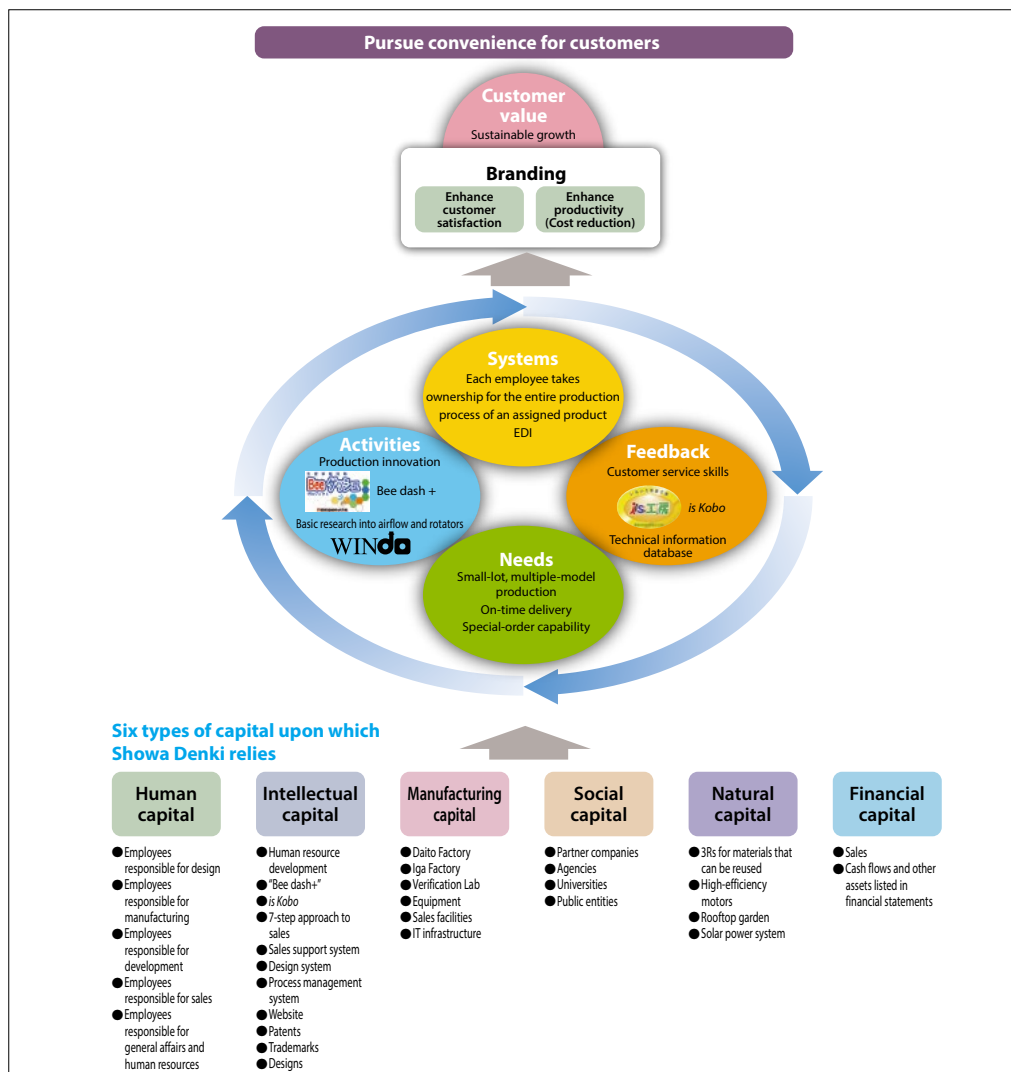 Pursue convenience for customers
Customer
value
Sustainable growth
Branding
Enhance
customer
satisfaction
Enhance
productivity
(Cost reduction)
Systems
Each employee takes
ownership for the entire production
process of an assigned product
EDI
Activities
Production innovation
Bee
Bee dash +
Basic research into airflow and rotators
WINdo
Feedback
Customer service skills
is工房
is Kobo
Technical information
database
Needs
Small-lot, multiple-model
production
On-time delivery
Special-order capability
Six types of capital upon which
Showa Denki relies
Human
capital
●Employees
responsible for design
●Employees
responsible for
manufacturing
●Employees
responsible for
development
●Employees
responsible for sales
●Employees
responsible for
general affairs and
human resources
Intellectual
capital
●Human resource
development
●"Bee dash+"
●is Kobo
●7-step approach to
sales
●Sales support system
●Design system
●Process management
system
●Website
●Patents
●Trademarks
●Designs
Manufacturing
capital
●Daito Factory
●Iga Factory
●Verification Lab
●Equipment
●Sales facilities
●IT infrastructure
Social
capital
●Partner companies
●Agencies
●Universities
●Public entities
Natural
capital
●3Rs for materials that
can be reused
●High-efficiency
motors
●Rooftop garden
●Solar power system
Financial
capital
●Sales
●Cash flows and other
assets listed in
financial statements